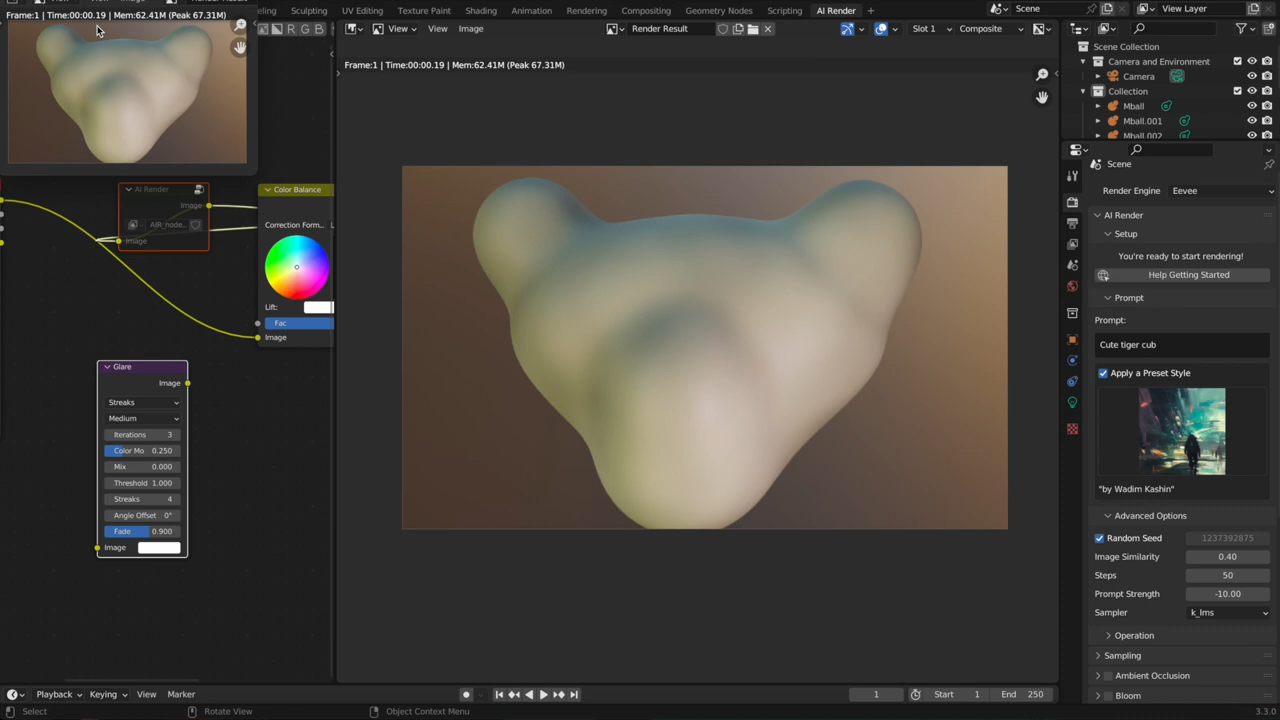 Sculpting UV Editing Texture Paint Shading Animation Rendering Compositing Geometry Nodes Scripting AI Render
Scene
View Layer
Frame:1 | Time:00:00.19 | Mem:62.41M (Peak 67.31M)
R G B
View View Image
Render Result
Slot 1
Composite
Frame:1 | Time:00:00.19 | Mem:62.41M (Peak 67.31M)
Scene Collection
Camera and Environment
Camera
Collection
Mball
Mball.001
Mball.002
Scene
Render Engine Eevee
AI Render
Setup
You're ready to start rendering!
Help Getting Started
Prompt
Prompt:
Cute tiger cub
Apply a Preset Style
"by Wadim Kashin"
Advanced Options
Random Seed 1237392875
Image Similarity 0.40
Steps 50
Prompt Strength -10.00
Sampler k_lms
Operation
Sampling
Ambient Occlusion
Bloom
AI Render
Image
AIR_node..
Image
Color Balance
Correction Form..
Lift:
Fac
Image
Glare
Image
Streaks
Medium
Iterations 3
Color Mo 0.250
Mix 0.000
Threshold 1.000
Streaks 4
Angle Offset 0°
Fade 0.900
Image
Playback Keying View Marker
1 Start 1 End 250
Select Rotate View Object Context Menu 3.3.0